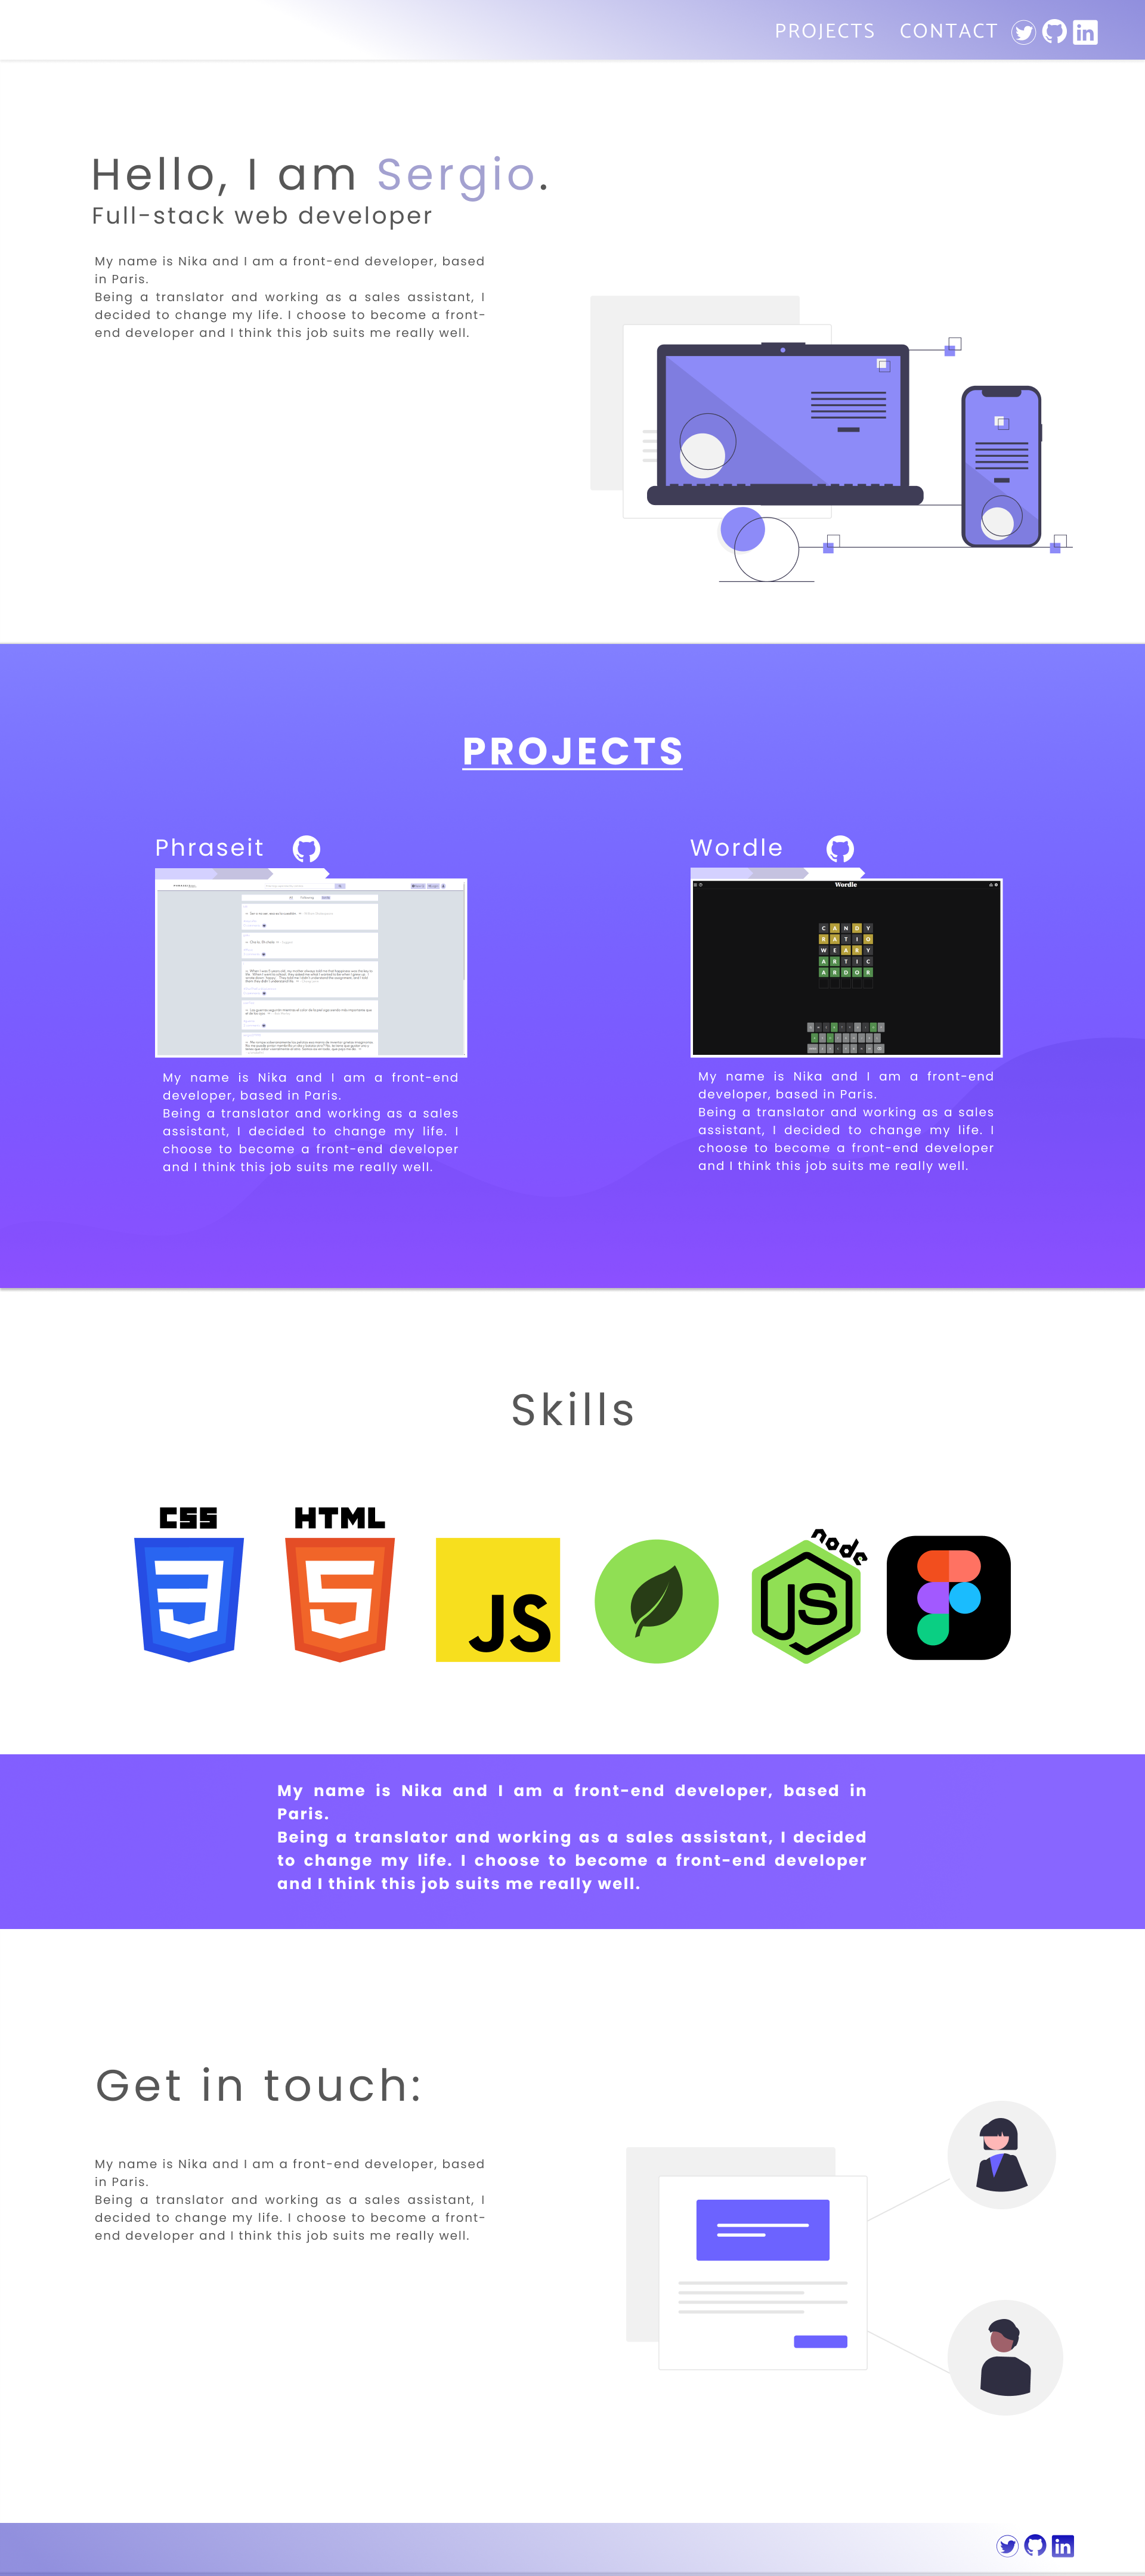 PROJECTS CONTACT
Hello, I am Sergio.
Full-stack web developer
My name is Nika and I am a front-end developer, based
in Paris.
Being a translator and working as a sales assistant, I
decided to change my life. I choose to become a front-
end developer and I think this job suits me really well.
PROJECTS
Phraseit
My name is Nika and I am a front-end
developer, based in Paris.
Being a translator and working as a sales
assistant, I decided to change my life. I
choose to become a front-end developer
and I think this job suits me really well.
Wordle
Wordle
CANDY
RATIO
WEARY
ARTIC
ARDOR
My name is Nika and I am a front-end
developer, based in Paris.
Being a translator and working as a sales
assistant, I decided to change my life. I
choose to become a front-end developer
and I think this job suits me really well.
Skills
CSS
HTML
JS
node
JS
My name is Nika and I am a front-end developer, based in
Paris.
Being a translator and working as a sales assistant, I decided
to change my life. I choose to become a front-end developer
and I think this job suits me really well.
Get in touch:
My name is Nika and I am a front-end developer, based
in Paris.
Being a translator and working as a sales assistant, I
decided to change my life. I choose to become a front-
end developer and I think this job suits me really well.